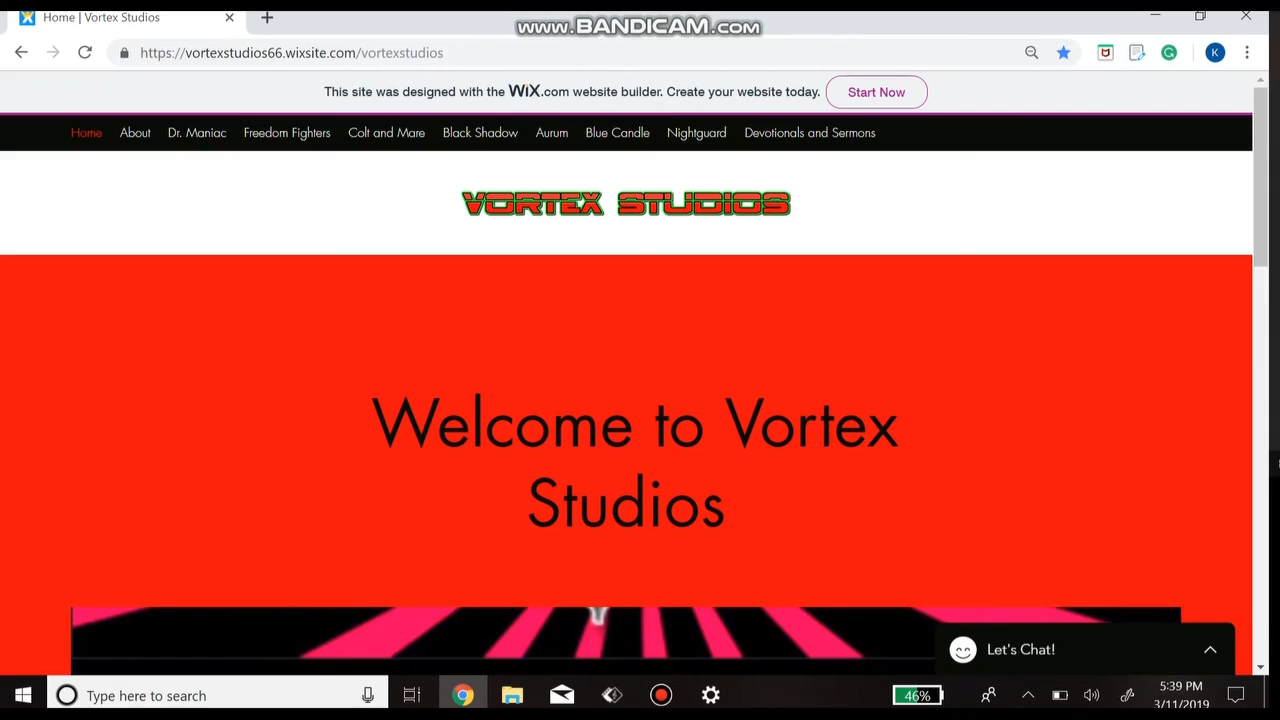 Home | Vortex Studios
WWW.BANDICAM.COM
https://vortexstudios66.wixsite.com/vortexstudios
K
This site was designed with the WiX.com website builder. Create your website today. Start Now
Home About Dr. Maniac Freedom Fighters Colt and Mare Black Shadow Aurum Blue Candle Nightguard Devotionals and Sermons
VORTEX STUDIOS
Welcome to Vortex
Studios
Let's Chat!
Type here to search
46%
5:39 PM
3/11/2019